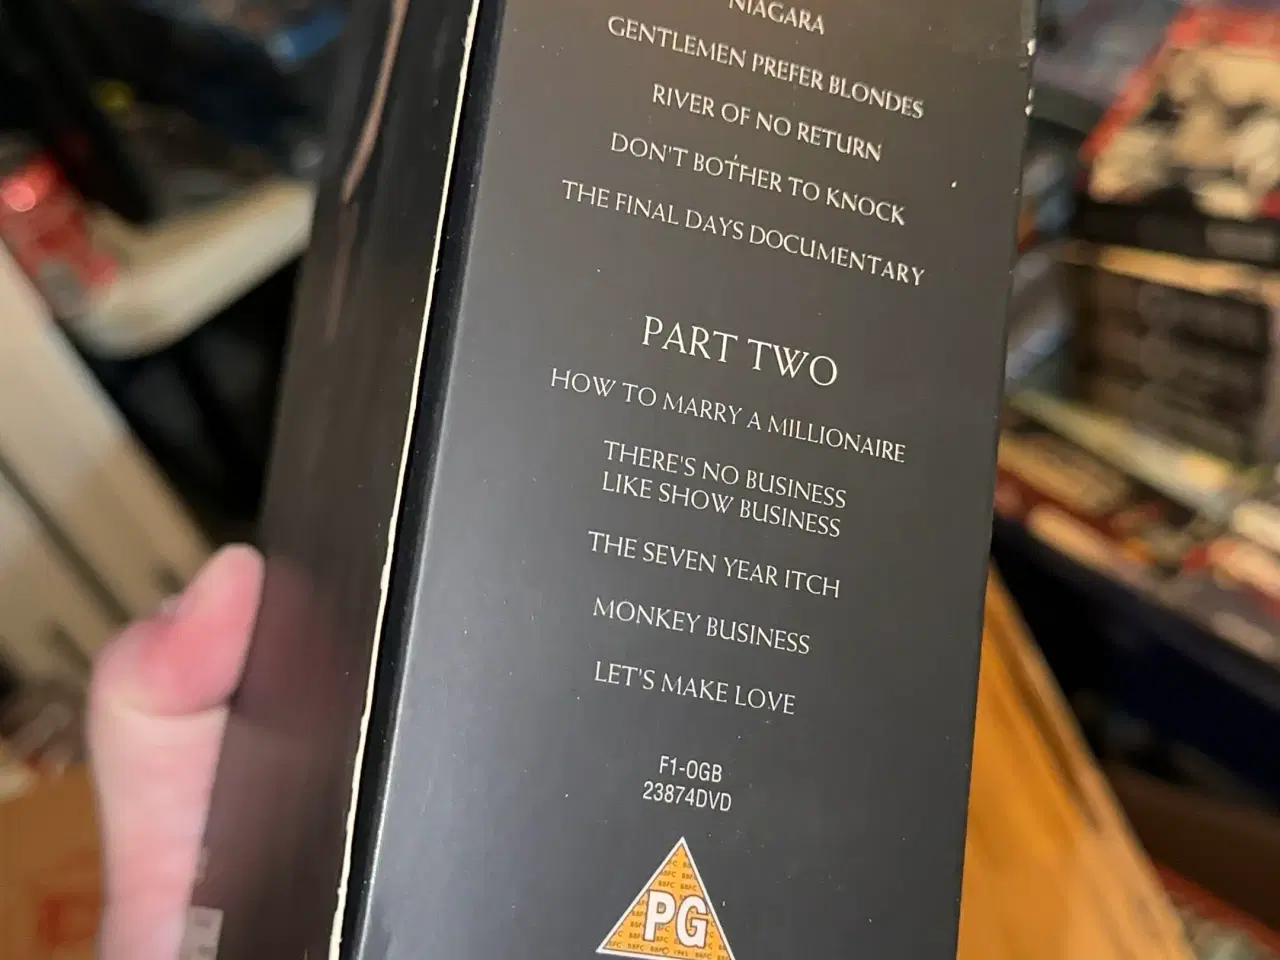 NIAGARA
GENTLEMEN PREFER BLONDES
RIVER OF NO RETURN
DON'T BOTHER TO KNOCK
THE FINAL DAYS DOCUMENTARY
PART TWO
HOW TO MARRY A MILLIONAIRE
THERE'S NO BUSINESS
LIKE SHOW BUSINESS
THE SEVEN YEAR ITCH
MONKEY BUSINESS
LET'S MAKE LOVE
F1-OGB
23874DVD
PG